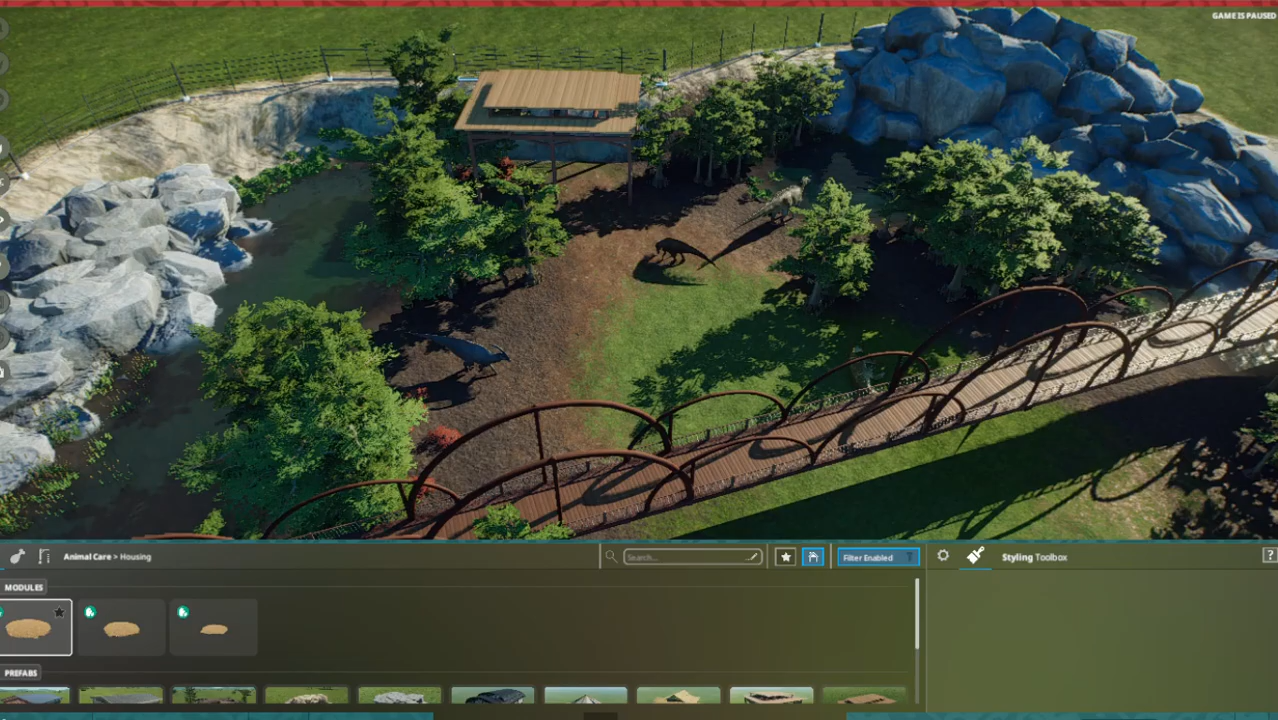 GAME IS PAUSED
Animal Care > Housing
Search...
Filter Enabled
Styling Toolbox
?
MODULES
PREFABS